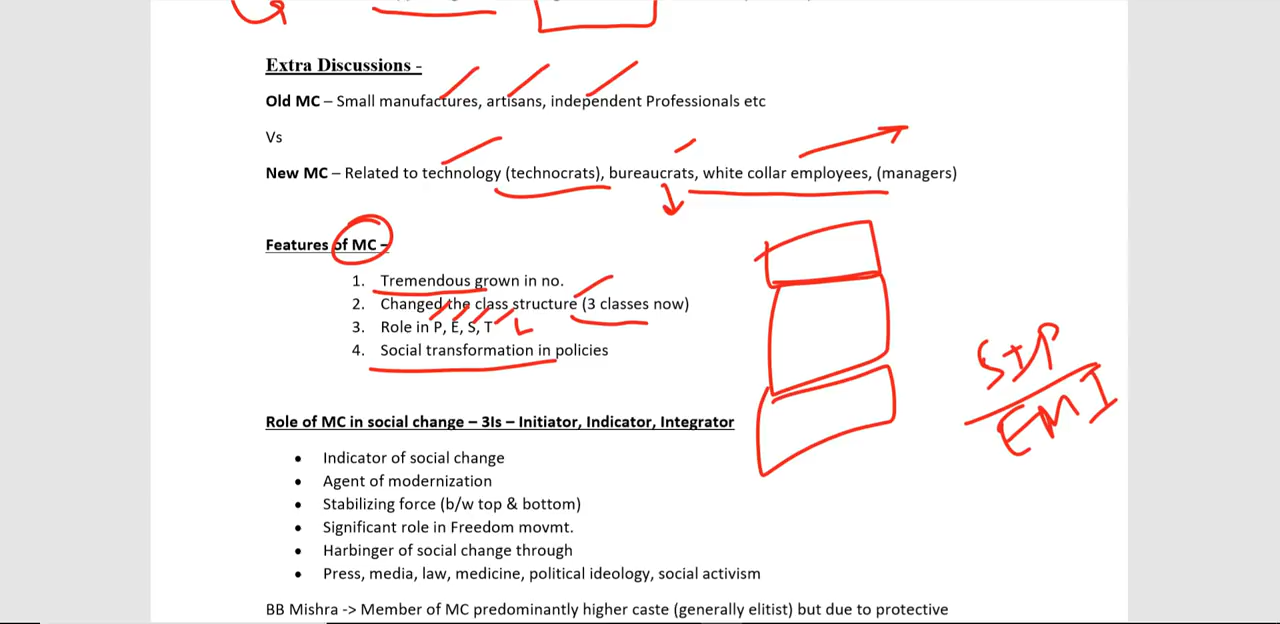 Extra Discussions -
Old MC – Small manufactures, artisans, independent Professionals etc
Vs
New MC – Related to technology (technocrats), bureaucrats, white collar employees, (managers)
Features of MC –
1. Tremendous grown in no.
2. Changed the class structure (3 classes now)
3. Role in P, E, S, T L
4. Social transformation in policies
SIP
EMI
Role of MC in social change – 3Is – Initiator, Indicator, Integrator
• Indicator of social change
• Agent of modernization
• Stabilizing force (b/w top & bottom)
• Significant role in Freedom movmt.
• Harbinger of social change through
• Press, media, law, medicine, political ideology, social activism
BB Mishra -> Member of MC predominantly higher caste (generally elitist) but due to protective